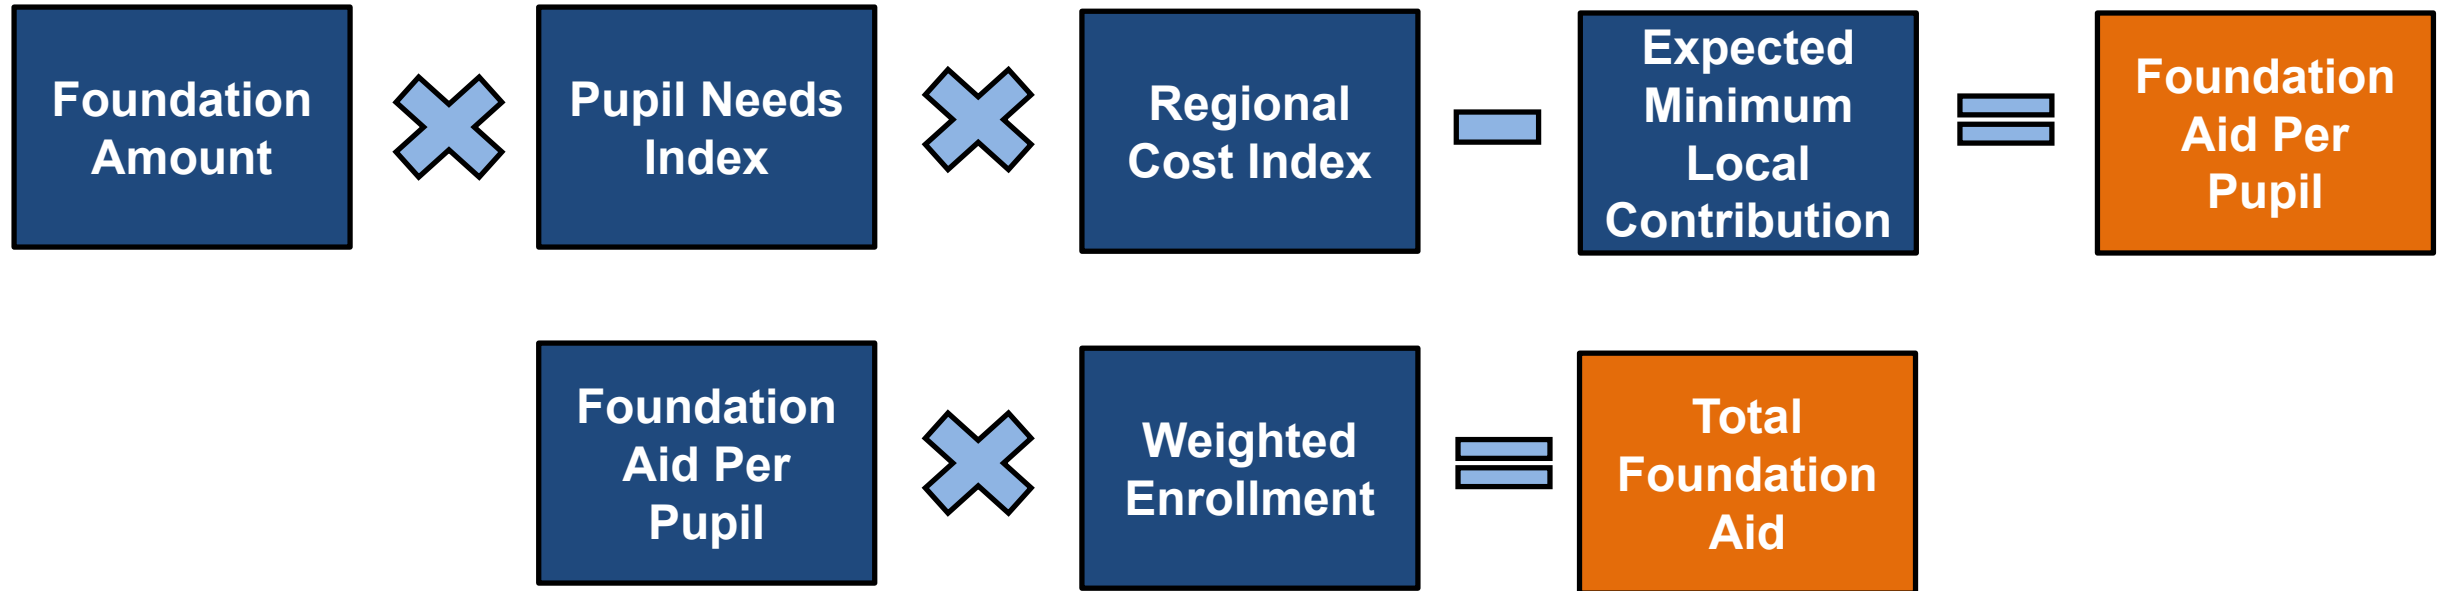 Foundation
Amount
Pupil Needs
Index
Regional
Cost Index
Expected
Minimum
Local
Contribution
Foundation
Aid Per
Pupil
Foundation
Aid Per
Pupil
Weighted
Enrollment
Total
Foundation
Aid